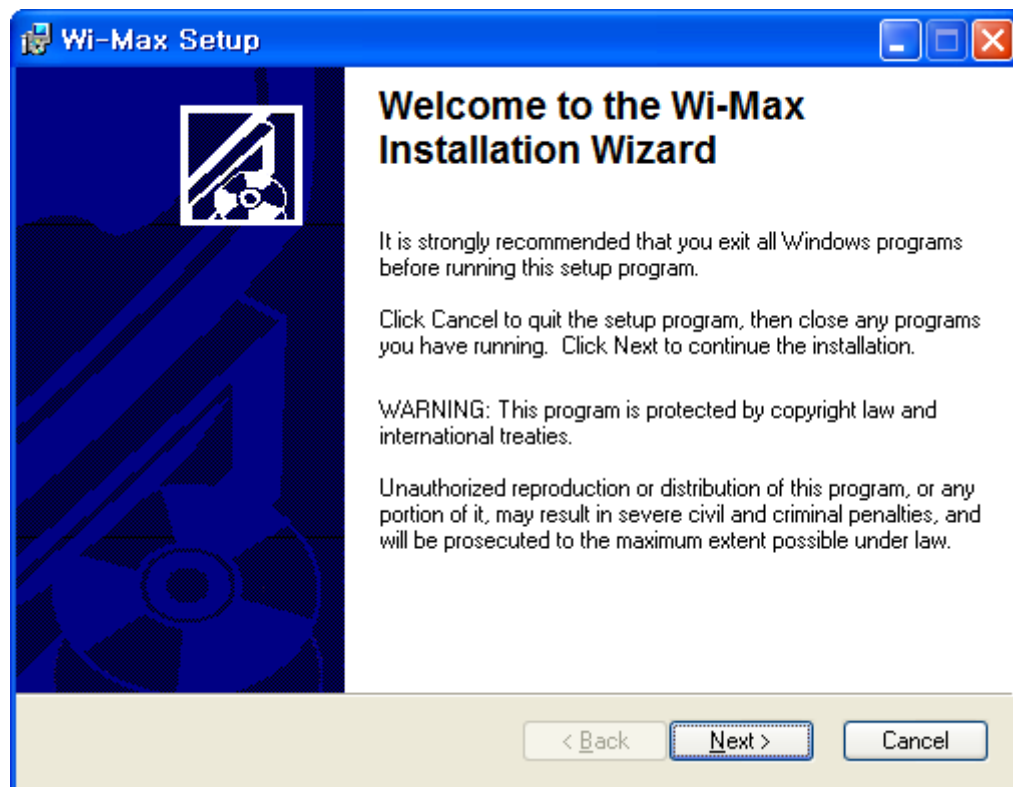 Wi-Max Setup
Welcome to the Wi-Max
Installation Wizard
It is strongly recommended that you exit all Windows programs
before running this setup program.
Click Cancel to quit the setup program, then close any programs
you have running.  Click Next to continue the installation.
WARNING: This program is protected by copyright law and
international treaties.
Unauthorized reproduction or distribution of this program, or any
portion of it, may result in severe civil and criminal penalties, and
will be prosecuted to the maximum extent possible under law.
< Back
Next >
Cancel